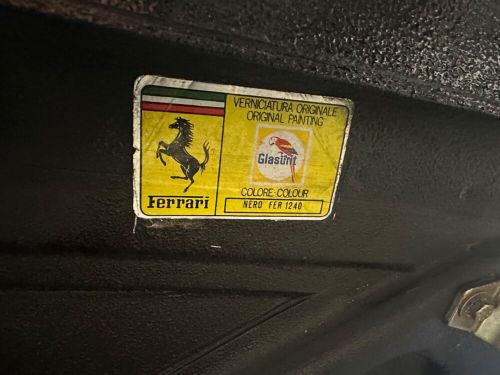 VERNICIATURA ORIGINALE
ORIGINAL PAINTING
Glasurit
COLORE-COLOUR
NERO FER 1240
Ferrari